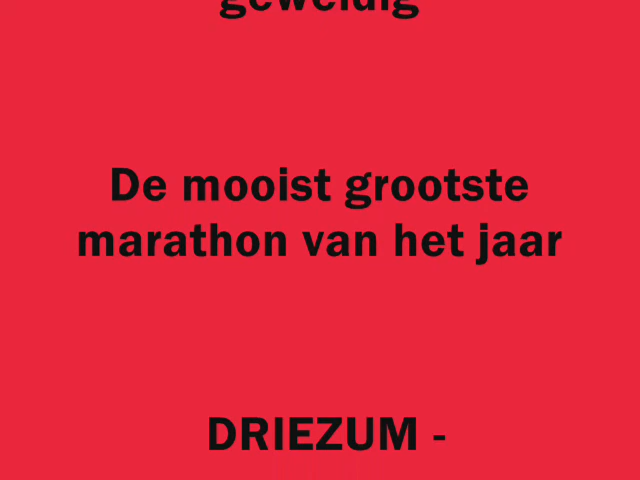 geweldig
De mooist grootste
marathon van het jaar
DRIEZUM -